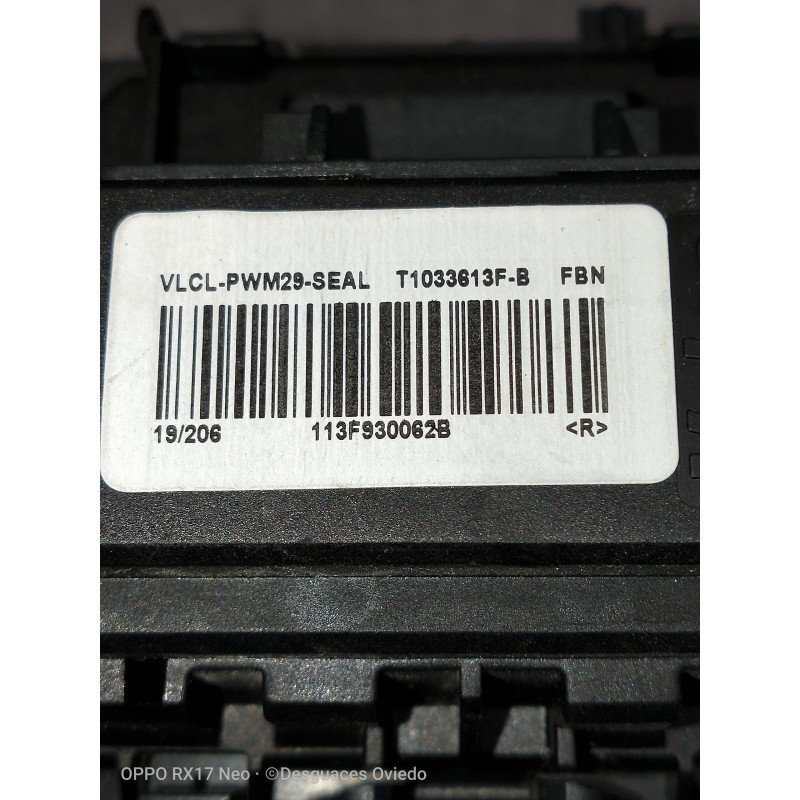 VLCL-PWM29-SEAL T1033613F-B FBN
19/206 113F930062B <R>
OPPO RX17 Neo · ©Desguaces Oviedo